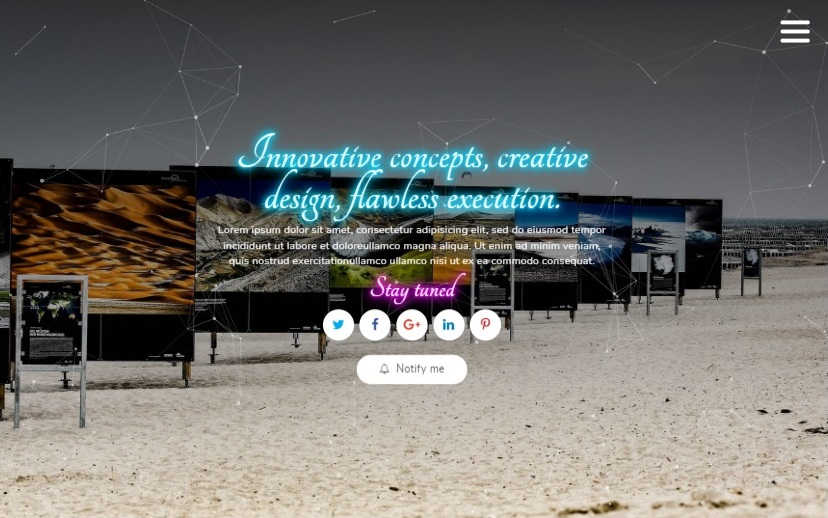 Innovative concepts, creative
design, flawless execution.
Lorem ipsum dolor sit amet, consectetur adipisicing elit, sed do eiusmod tempor
incididunt ut labore et doloreullamco magna aliqua. Ut enim ad minim veniam,
quis nostrud exercitationullamco ullamco nisi ut ex ea commodo consequat.
Stay tuned
G+
in
Notify me